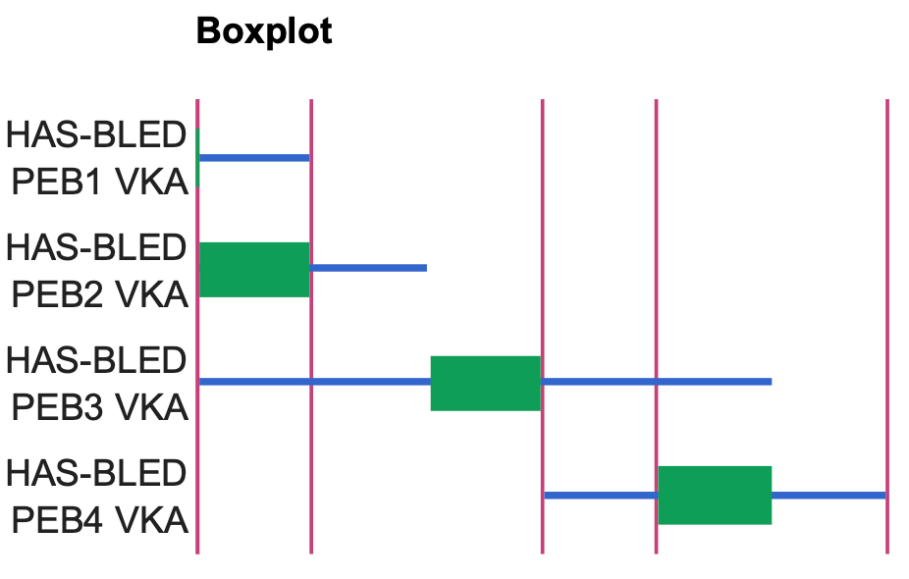 Boxplot
HAS-BLED
PEB1 VKA
HAS-BLED
PEB2 VKA
HAS-BLED
PEB3 VKA
HAS-BLED
PEB4 VKA